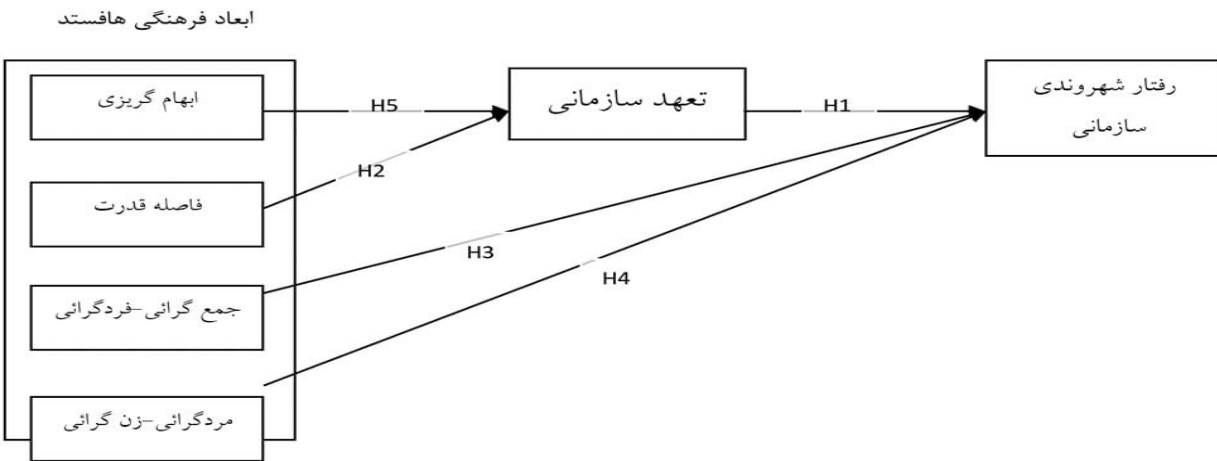 ابعاد فرهنگی هافستد
ابهام گریزی
H5
تعهد سازمانی
H1
رفتار شهروندی
سازمانی
H2
فاصله قدرت
H3
H4
جمع گرائی-فردگرائی
مردگرائی-زن گرائی